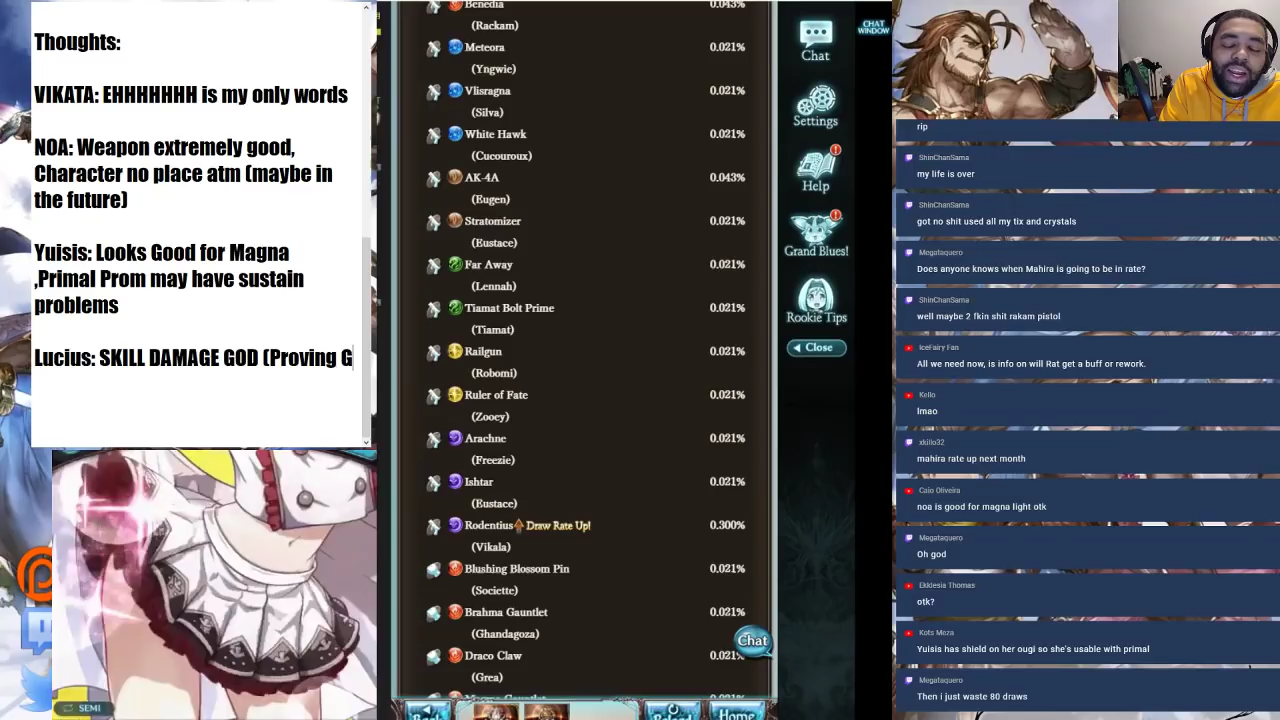 Thoughts:
VIKATA: EHHHHHHH is my only words
NOA: Weapon extremely good,
Character no place atm (maybe in
the future)
Yuisis: Looks Good for Magna
,Primal Prom may have sustain
problems
Lucius: SKILL DAMAGE GOD (Proving G
SEMI
Benedia 0.043%
(Rackam)
Meteora 0.021%
(Yngwie)
Vlisragna 0.021%
(Silva)
White Hawk 0.021%
(Cucouroux)
AK-4A 0.043%
(Eugen)
Stratomizer 0.021%
(Eustace)
Far Away 0.021%
(Lennah)
Tiamat Bolt Prime 0.021%
(Tiamat)
Railgun 0.021%
(Robomi)
Ruler of Fate 0.021%
(Zooey)
Arachne 0.021%
(Freezie)
Ishtar 0.021%
(Eustace)
Rodentius Draw Rate Up! 0.300%
(Vikala)
Blushing Blossom Pin 0.021%
(Societte)
Brahma Gauntlet 0.021%
(Ghandagoza)
Draco Claw 0.021%
(Grea)
Chat
Home
Chat
Settings
Help
Grand Blues!
Rookie Tips
Close
CHAT
WINDOW
rip
ShinChanSama
my life is over
ShinChanSama
got no shit used all my tix and crystals
Megataquero
Does anyone knows when Mahira is going to be in rate?
ShinChanSama
well maybe 2 fkin shit rakam pistol
IceFairy Fan
All we need now, is info on will Rat get a buff or rework.
Kello
lmao
xkillo32
mahira rate up next month
Caio Oliveira
noa is good for magna light otk
Megataquero
Oh god
Ekklesia Thomas
otk?
Kots Meza
Yuisis has shield on her ougi so she's usable with primal
Megataquero
Then i just waste 80 draws